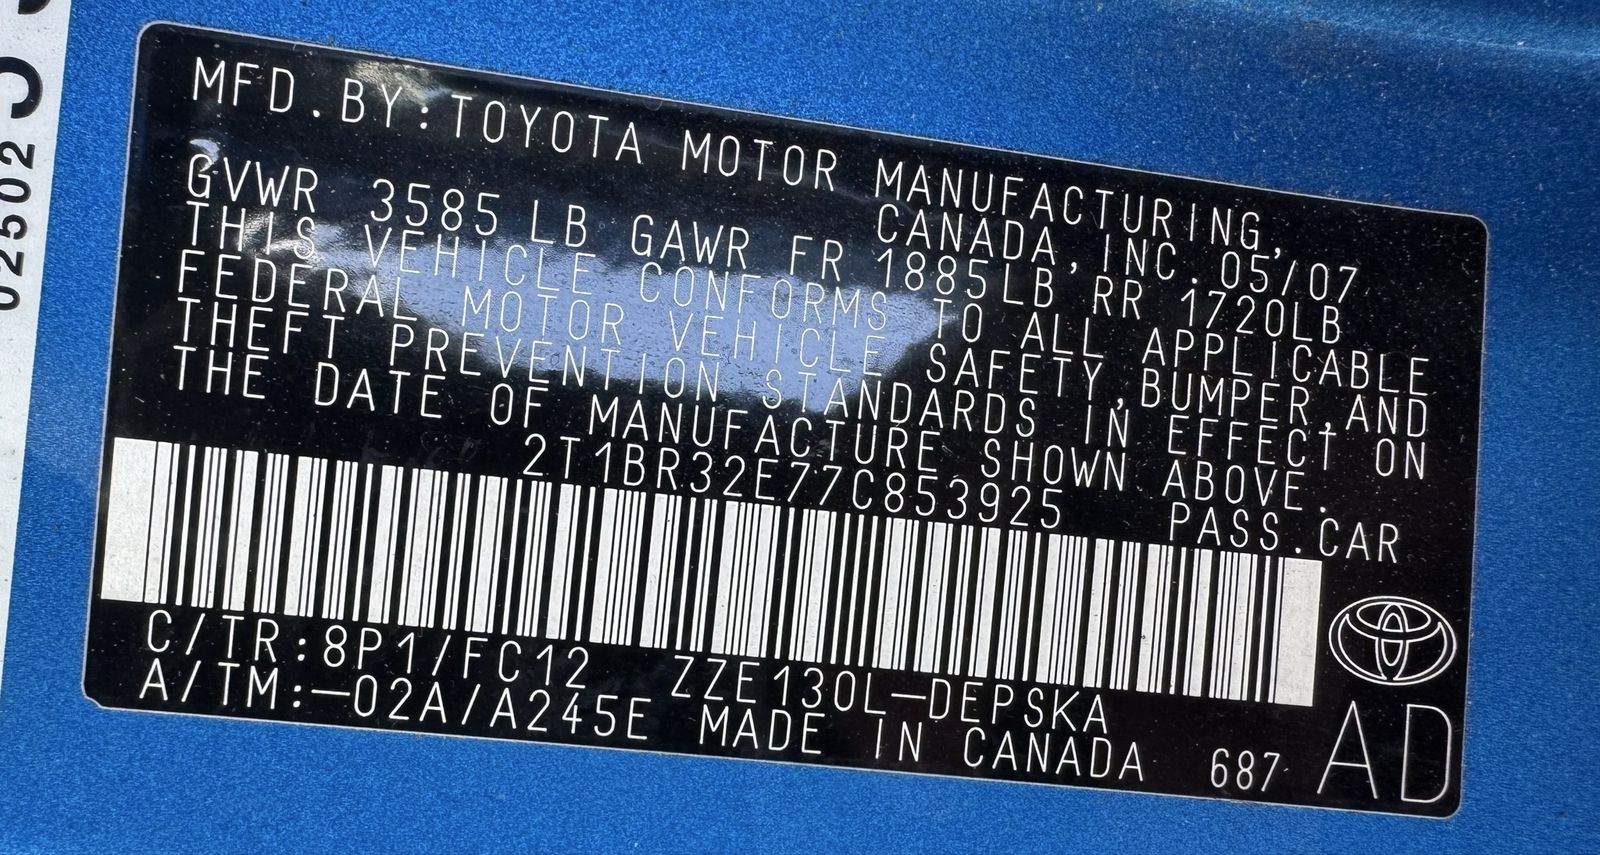 MFD.BY:TOYOTA MOTOR MANUFACTURING,
CANADA,INC.05/07
GVWR 3585LB GAWR FR 1885LB RR 1720LB
THIS VEHICLE CONFORMS TO ALL APPLICABLE
FEDERAL MOTOR VEHICLE SAFETY,BUMPER,AND
THEFT PREVENTION STANDARDS IN EFFECT ON
THE DATE OF MANUFACTURE SHOWN ABOVE.
2T1BR32E77C853925 PASS.CAR
C/TR:8P1/FC12 ZZE130L-DEPSKA
A/TM:-02A/A245E MADE IN CANADA 687
AD
02502